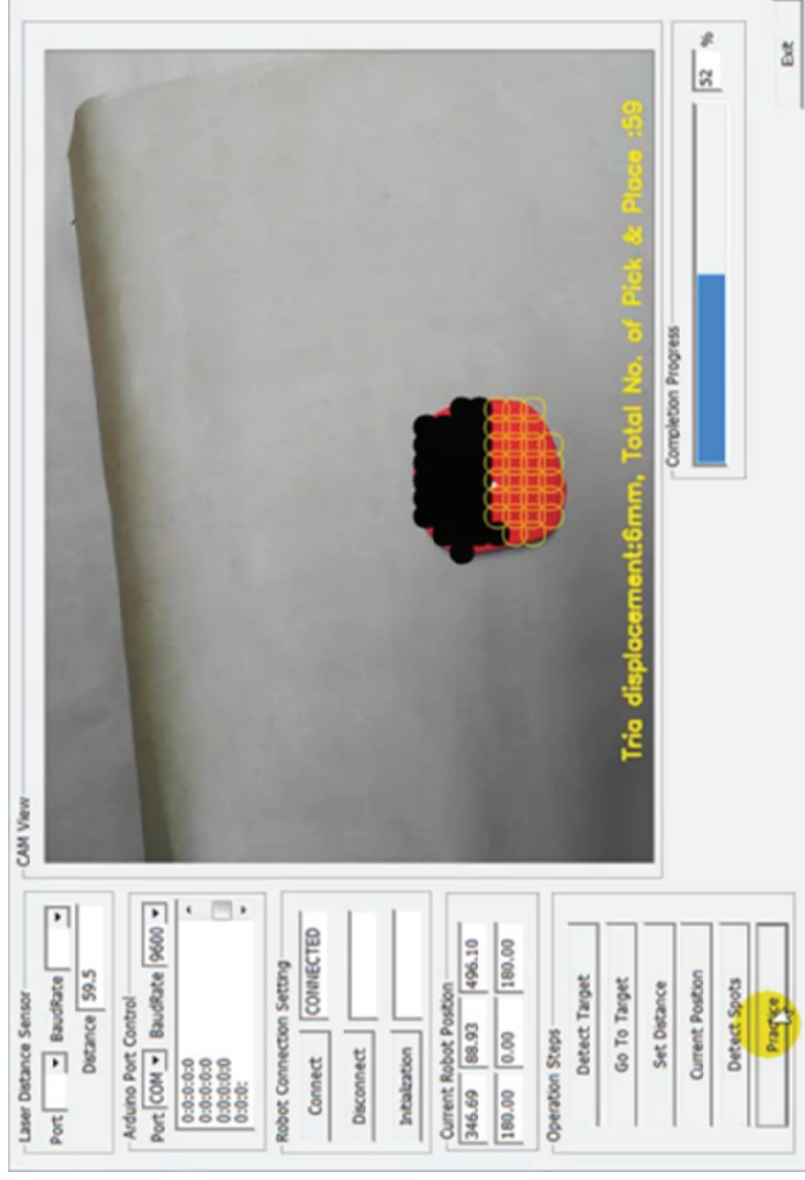 Laser Distance Sensor
Port BaudRate
Distance 59.5
Arduino Port Control
Port COM BaudRate 9600
0:0:0:0:0
0:0:0:0:0
0:0:0:0:0
0:0:0:
Robot Connection Setting
Connect CONNECTED
Disconnect
Initialization
Current Robot Position
346.69 88.93 496.10
180.00 0.00 180.00
Operation Steps
Detect Target
Go To Target
Set Distance
Current Position
Detect Spots
Practice
CAM View
Tria displacement:6mm, Total No. of Pick & Place :59
Completion Progress
52 %
Exit